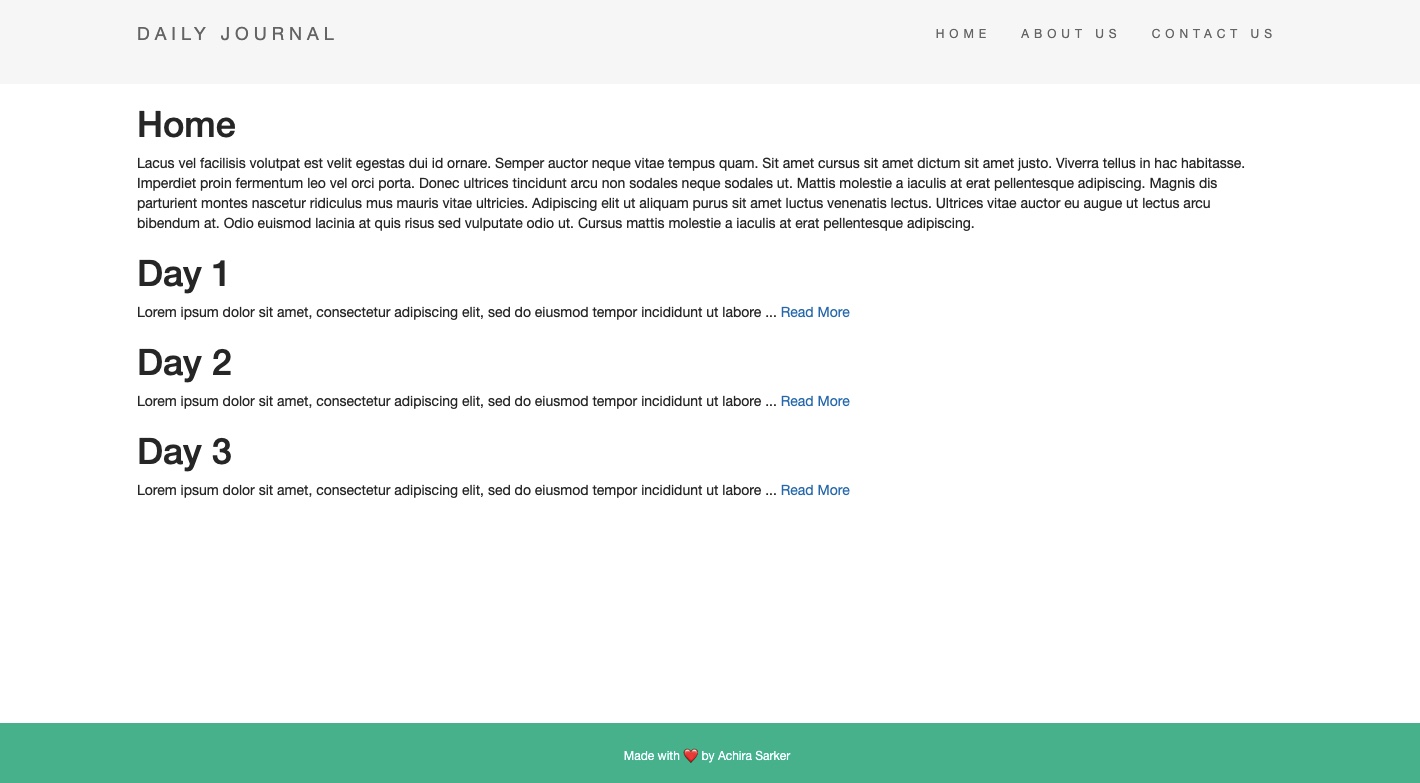 DAILY JOURNAL HOME ABOUT US CONTACT US
Home
Lacus vel facilisis volutpat est velit egestas dui id ornare. Semper auctor neque vitae tempus quam. Sit amet cursus sit amet dictum sit amet justo. Viverra tellus in hac habitasse.
Imperdiet proin fermentum leo vel orci porta. Donec ultrices tincidunt arcu non sodales neque sodales ut. Mattis molestie a iaculis at erat pellentesque adipiscing. Magnis dis
parturient montes nascetur ridiculus mus mauris vitae ultricies. Adipiscing elit ut aliquam purus sit amet luctus venenatis lectus. Ultrices vitae auctor eu augue ut lectus arcu
bibendum at. Odio euismod lacinia at quis risus sed vulputate odio ut. Cursus mattis molestie a iaculis at erat pellentesque adipiscing.
Day 1
Lorem ipsum dolor sit amet, consectetur adipiscing elit, sed do eiusmod tempor incididunt ut labore ... Read More
Day 2
Lorem ipsum dolor sit amet, consectetur adipiscing elit, sed do eiusmod tempor incididunt ut labore ... Read More
Day 3
Lorem ipsum dolor sit amet, consectetur adipiscing elit, sed do eiusmod tempor incididunt ut labore ... Read More
Made with ❤️ by Achira Sarker